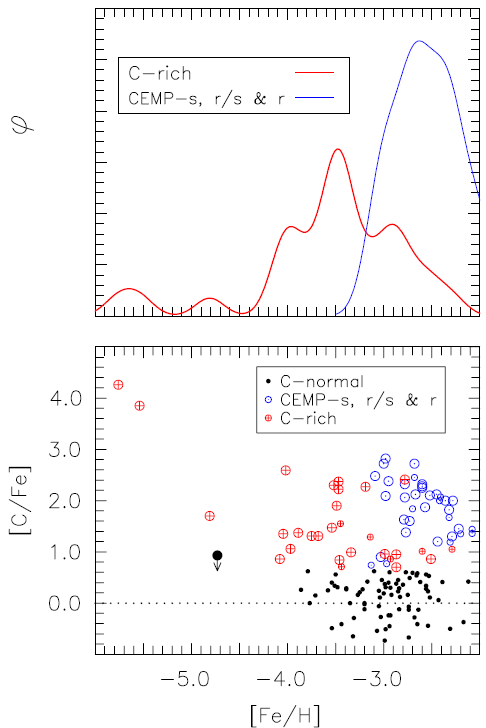 C-rich
CEMP-s, r/s & r
φ
C-normal
CEMP-s, r/s & r
C-rich
4.0
3.0
2.0
1.0
0.0
[C/Fe]
-5.0 -4.0 -3.0
[Fe/H]